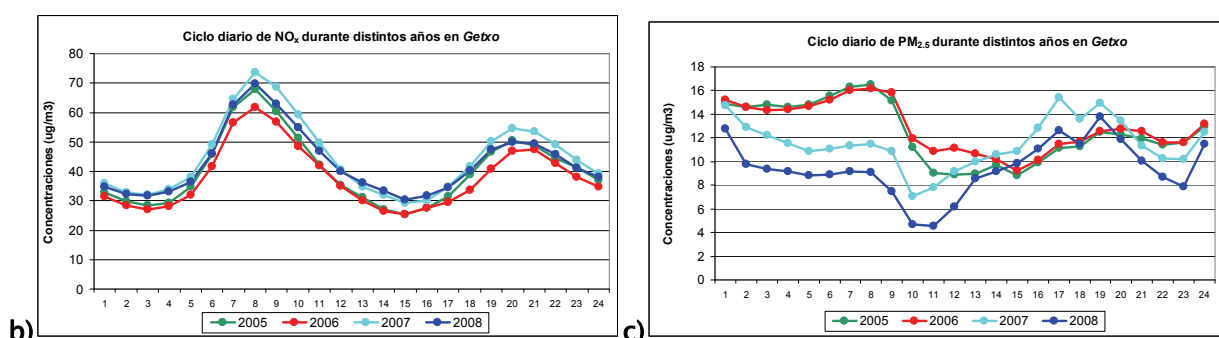 Ciclo diario de NOx durante distintos años en Getxo
Concentraciones (ug/m3)
80
70
60
50
40
30
20
10
0
1 2 3 4 5 6 7 8 9 10 11 12 13 14 15 16 17 18 19 20 21 22 23 24
2005 2006 2007 2008
b)
Ciclo diario de PM2.5 durante distintos años en Getxo
Concentraciones (ug/m3)
18
16
14
12
10
8
6
4
2
0
1 2 3 4 5 6 7 8 9 10 11 12 13 14 15 16 17 18 19 20 21 22 23 24
2005 2006 2007 2008
c)